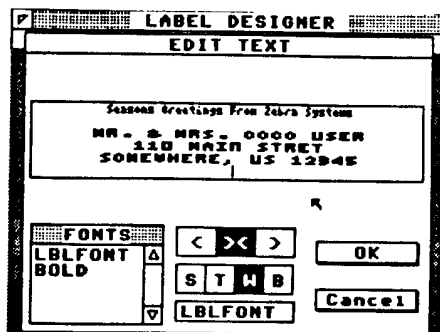 LABEL DESIGNER
EDIT TEXT
Seasons Greetings From Zebra Systems
MR. & MRS. OOOO USER
110 MAIN STRET
SOMEWHERE, US 12345
FONTS
LBLFONT
BOLD
< >< >
S T W B
LBLFONT
OK
Cancel